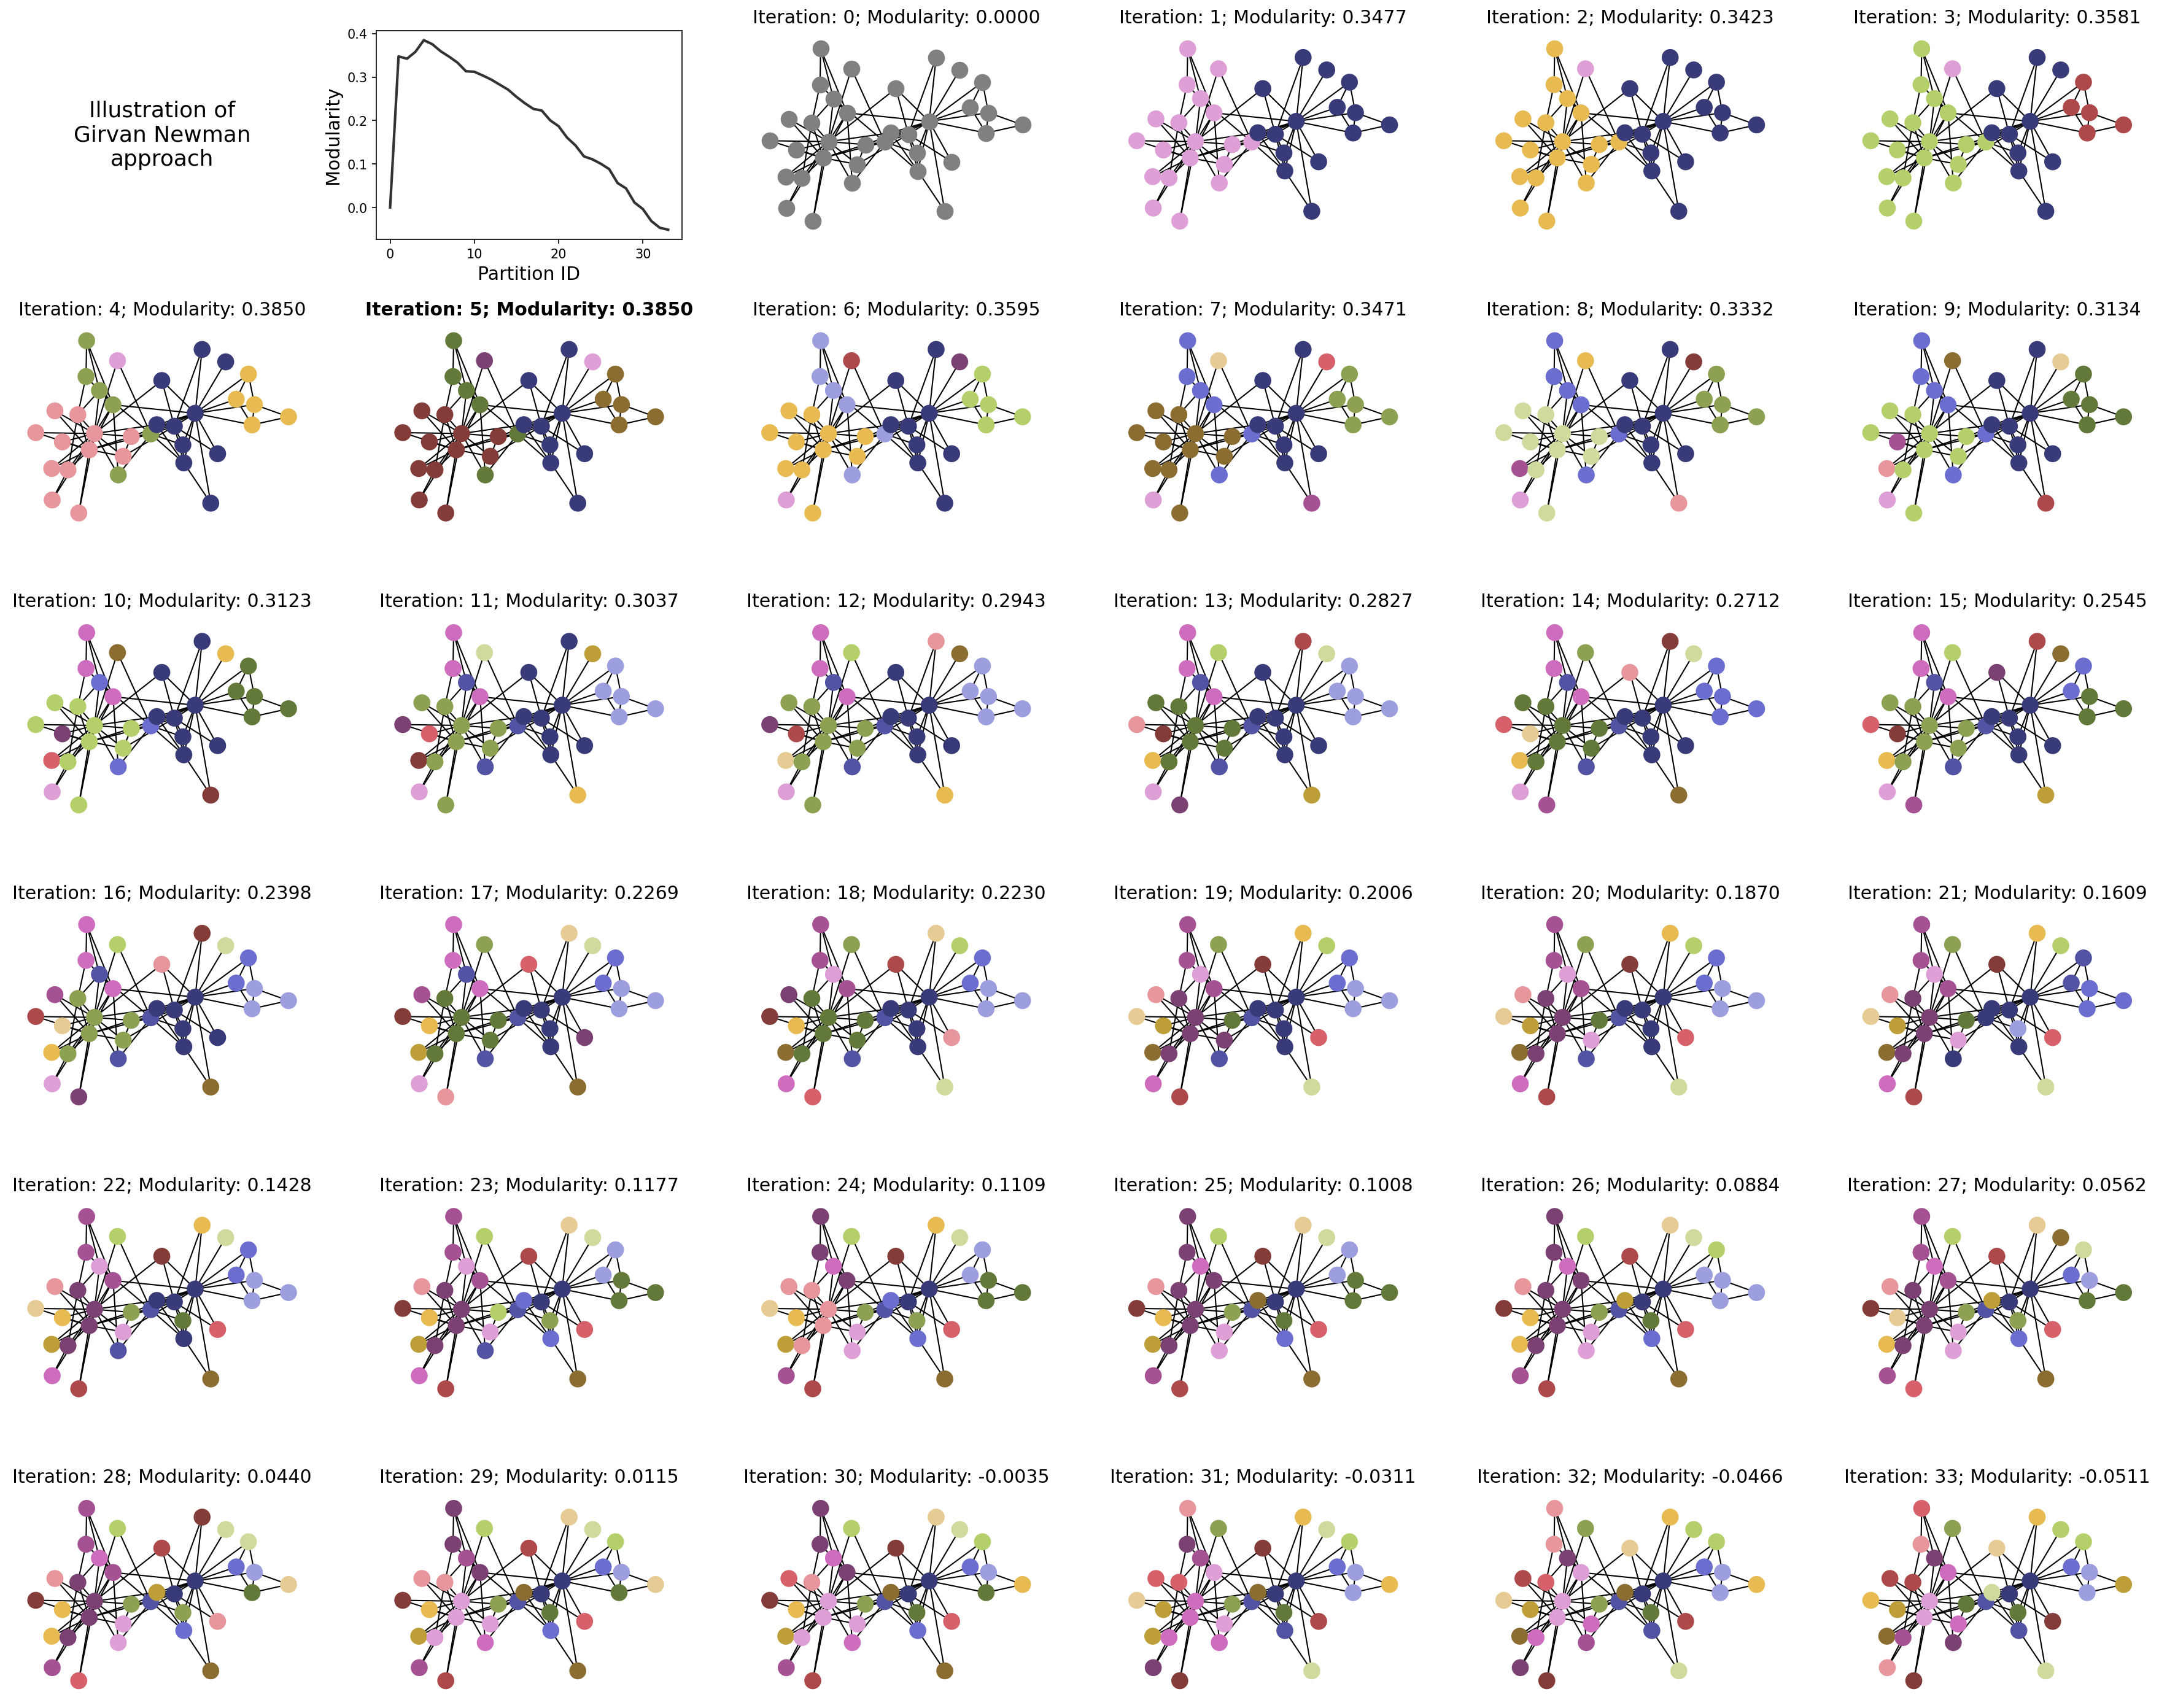 Illustration of
Girvan Newman
approach
0.4
0.3
0.2
0.1
0.0
Modularity
0
10
20
30
Partition ID
Iteration: 0; Modularity: 0.0000
Iteration: 1; Modularity: 0.3477
Iteration: 2; Modularity: 0.3423
Iteration: 3; Modularity: 0.3581
Iteration: 4; Modularity: 0.3850
Iteration: 5; Modularity: 0.3850
Iteration: 6; Modularity: 0.3595
Iteration: 7; Modularity: 0.3471
Iteration: 8; Modularity: 0.3332
Iteration: 9; Modularity: 0.3134
Iteration: 10; Modularity: 0.3123
Iteration: 11; Modularity: 0.3037
Iteration: 12; Modularity: 0.2943
Iteration: 13; Modularity: 0.2827
Iteration: 14; Modularity: 0.2712
Iteration: 15; Modularity: 0.2545
Iteration: 16; Modularity: 0.2398
Iteration: 17; Modularity: 0.2269
Iteration: 18; Modularity: 0.2230
Iteration: 19; Modularity: 0.2006
Iteration: 20; Modularity: 0.1870
Iteration: 21; Modularity: 0.1609
Iteration: 22; Modularity: 0.1428
Iteration: 23; Modularity: 0.1177
Iteration: 24; Modularity: 0.1109
Iteration: 25; Modularity: 0.1008
Iteration: 26; Modularity: 0.0884
Iteration: 27; Modularity: 0.0562
Iteration: 28; Modularity: 0.0440
Iteration: 29; Modularity: 0.0115
Iteration: 30; Modularity: -0.0035
Iteration: 31; Modularity: -0.0311
Iteration: 32; Modularity: -0.0466
Iteration: 33; Modularity: -0.0511